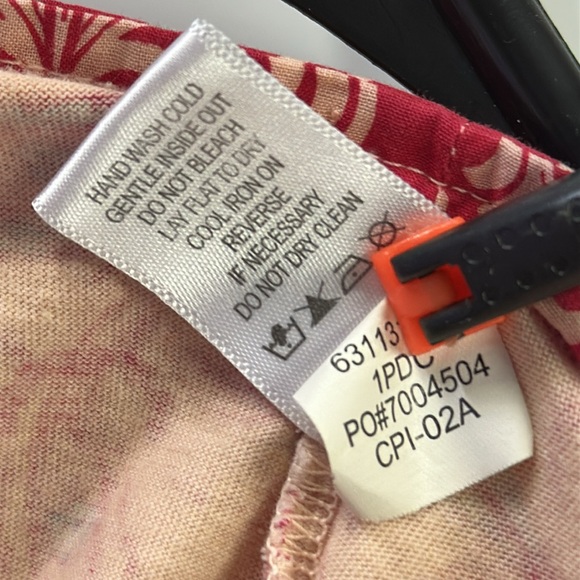 HAND WASH COLD
GENTLE INSIDE OUT
DO NOT BLEACH
LAY FLAT TO DRY
COOL IRON ON
REVERSE
IF NECESSARY
DO NOT DRY CLEAN
1PDC
PO#7004504
CPI-02A